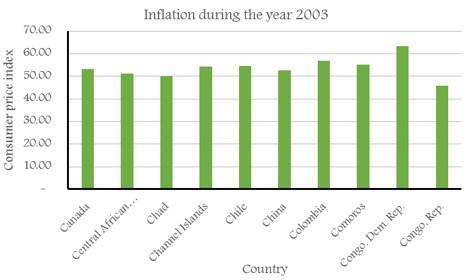 Inflation during the year 2003
Consumer price index
70.00
60.00
50.00
40.00
30.00
20.00
10.00
-
Canada
Central African…
Chad
Channel Islands
Chile
China
Colombia
Comoros
Congo. Dem. Rep.
Congo. Rep.
Country